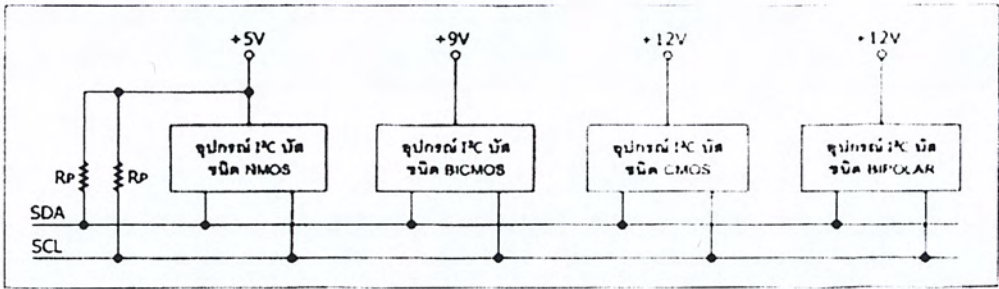 +5V +9V +12V +12V
อุปกรณ์ I²C บัส ชนิด NMOS
อุปกรณ์ I²C บัส ชนิด BICMOS
อุปกรณ์ I²C บัส ชนิด CMOS
อุปกรณ์ I²C บัส ชนิด BIPOLAR
RP RP
SDA
SCL